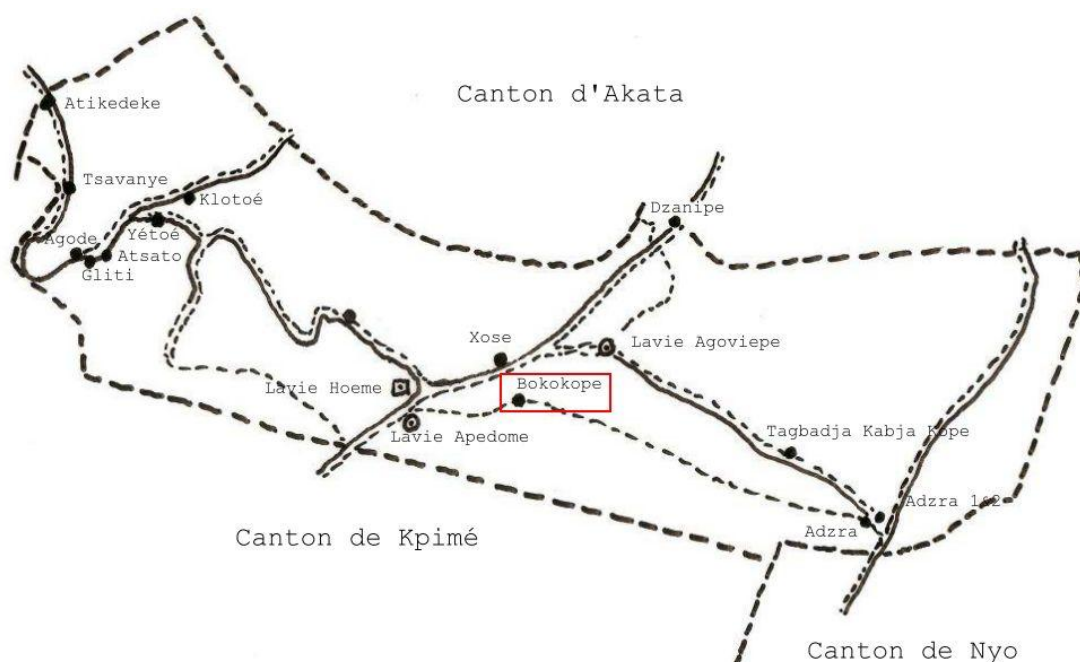 Canton d'Akata
Atikedeke
Tsavanye
Klotoé
Dzanipe
Yétoé
Agode
Atsato
Gliti
Xose
Lavie Agoviepe
Lavie Hoeme
Bokokope
Lavie Apedome
Tagbadja Kabja Kope
Adzra 1&2
Adzra
Canton de Kpimé
Canton de Nyo